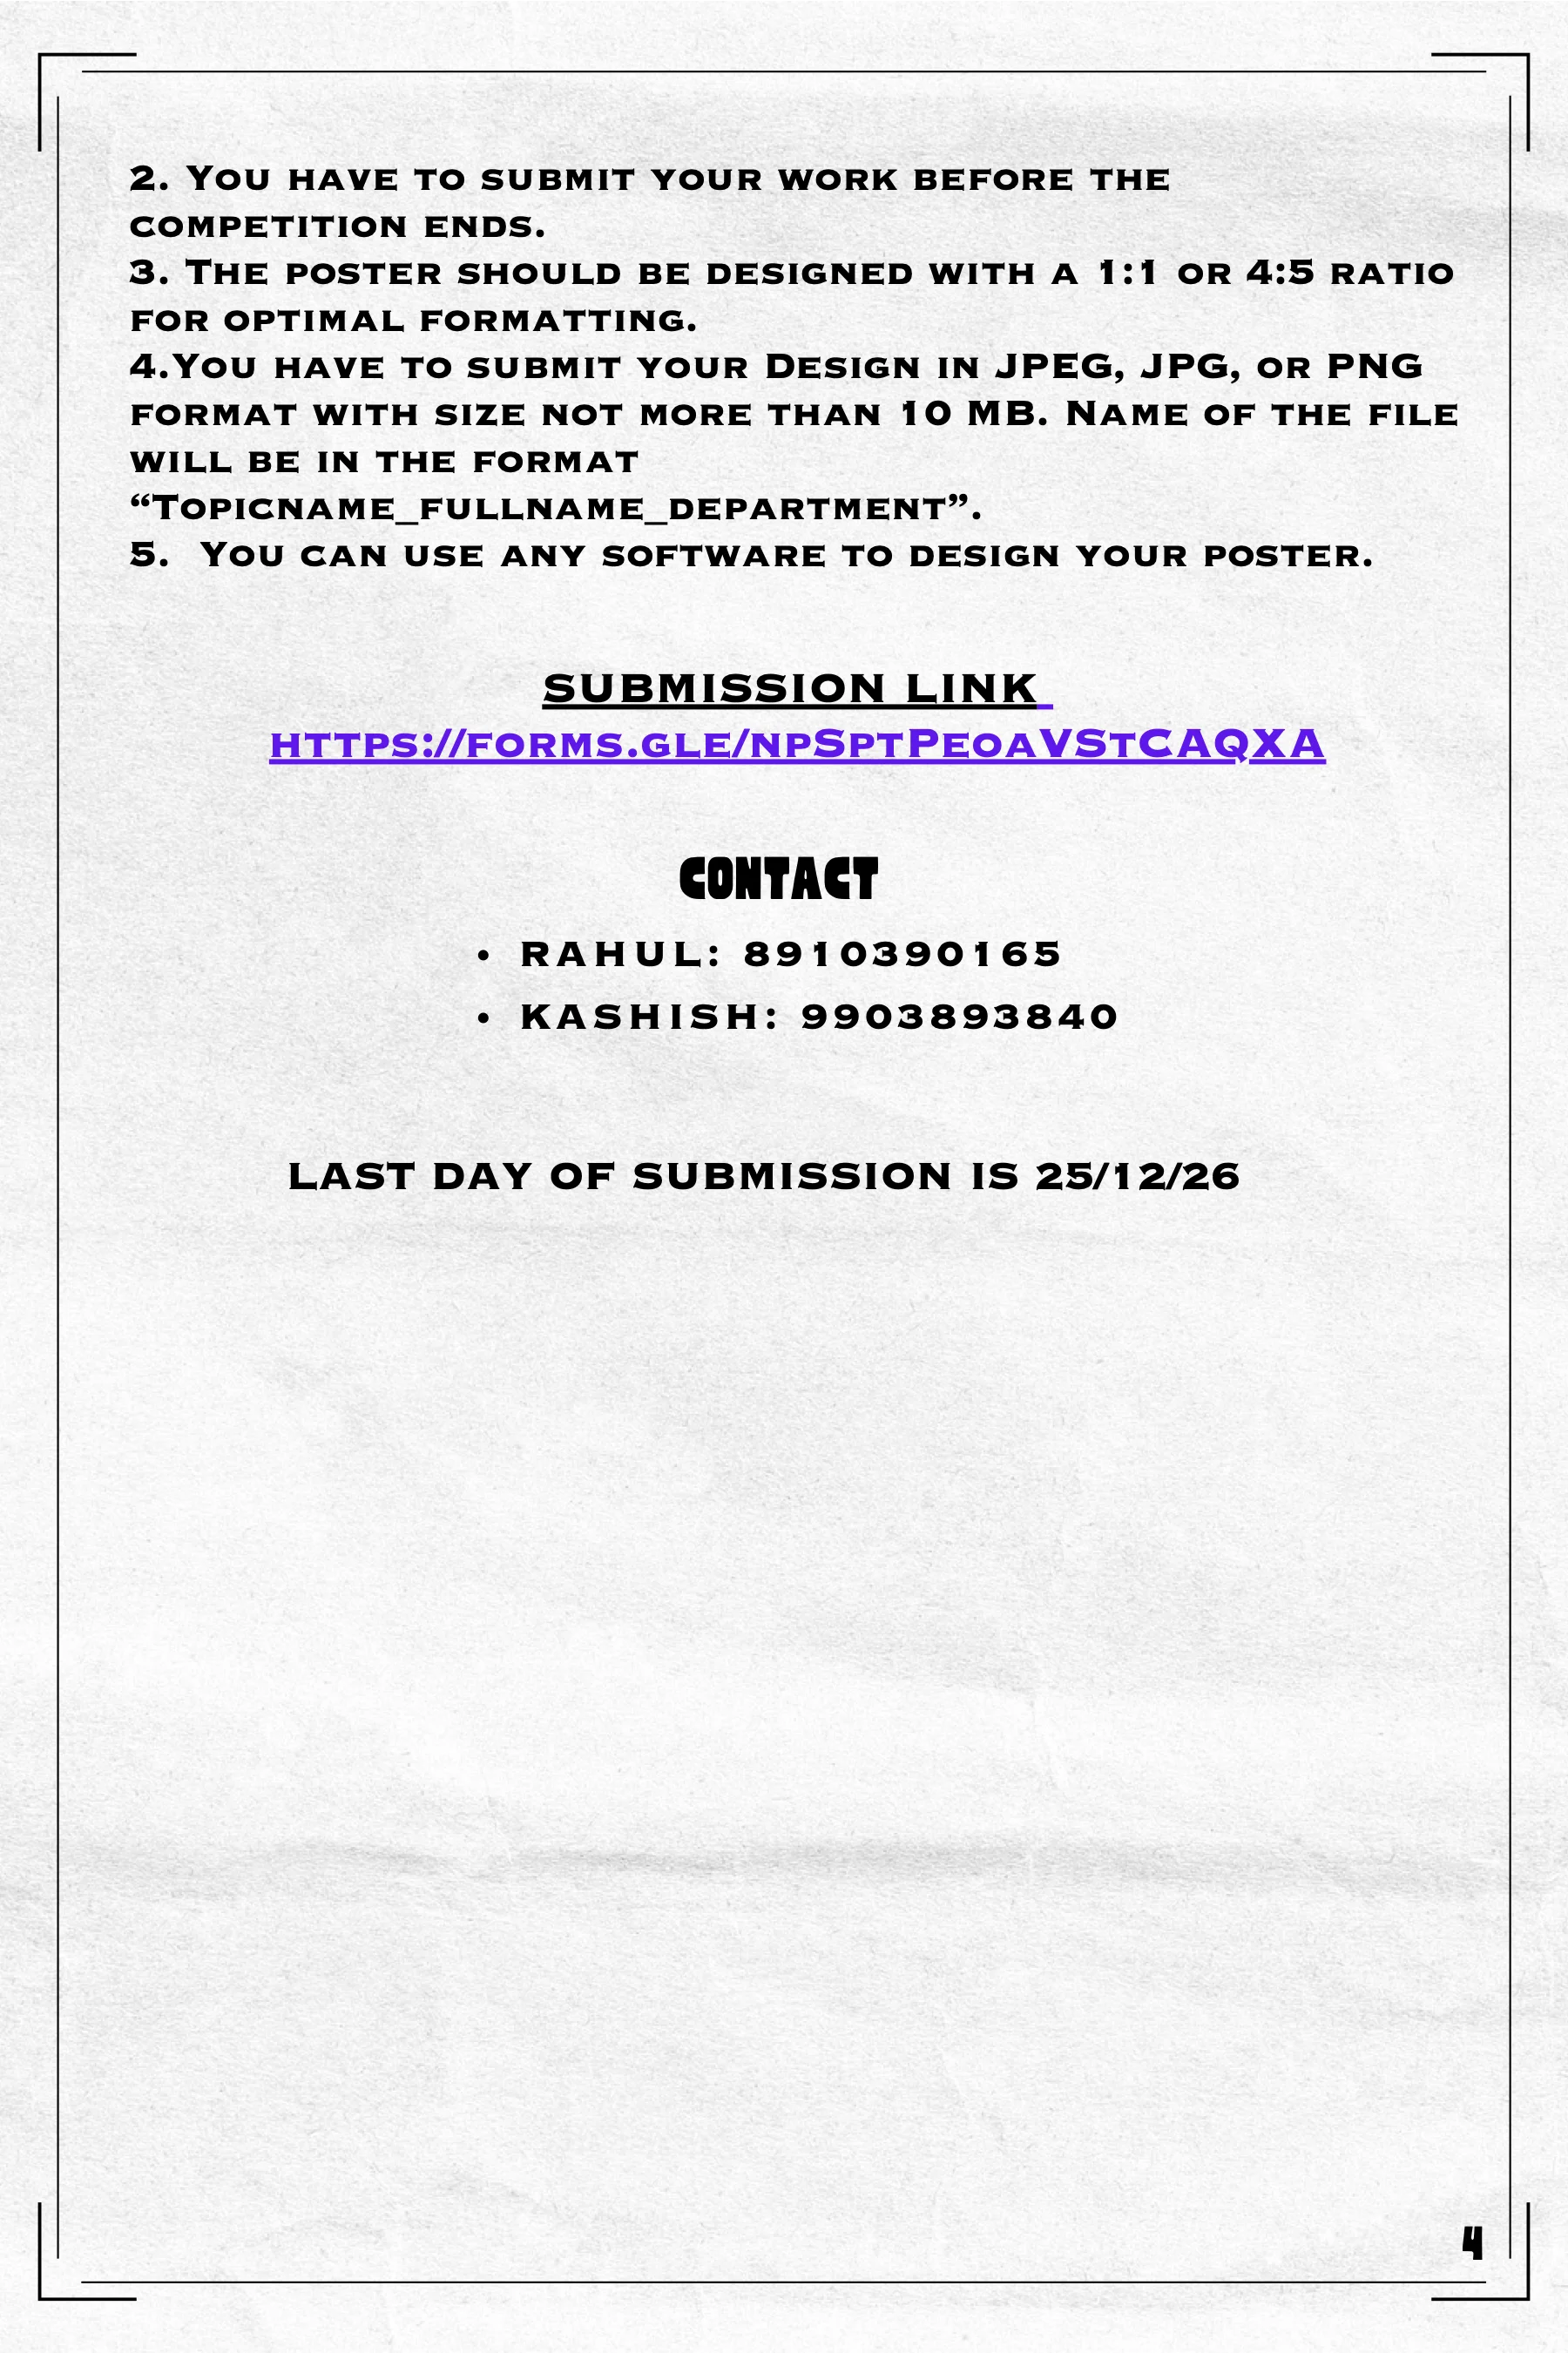 2. You have to submit your work before the
competition ends.
3. The poster should be designed with a 1:1 or 4:5 ratio
for optimal formatting.
4.You have to submit your Design in JPEG, JPG, or PNG
format with size not more than 10 MB. Name of the file
will be in the format
“Topicname_fullname_department”.
5.  You can use any software to design your poster.
SUBMISSION LINK
https://forms.gle/npSptPeoaVStCAQXA
CONTACT
• RAHUL: 8910390165
• KASHISH: 9903893840
LAST DAY OF SUBMISSION IS 25/12/26
4